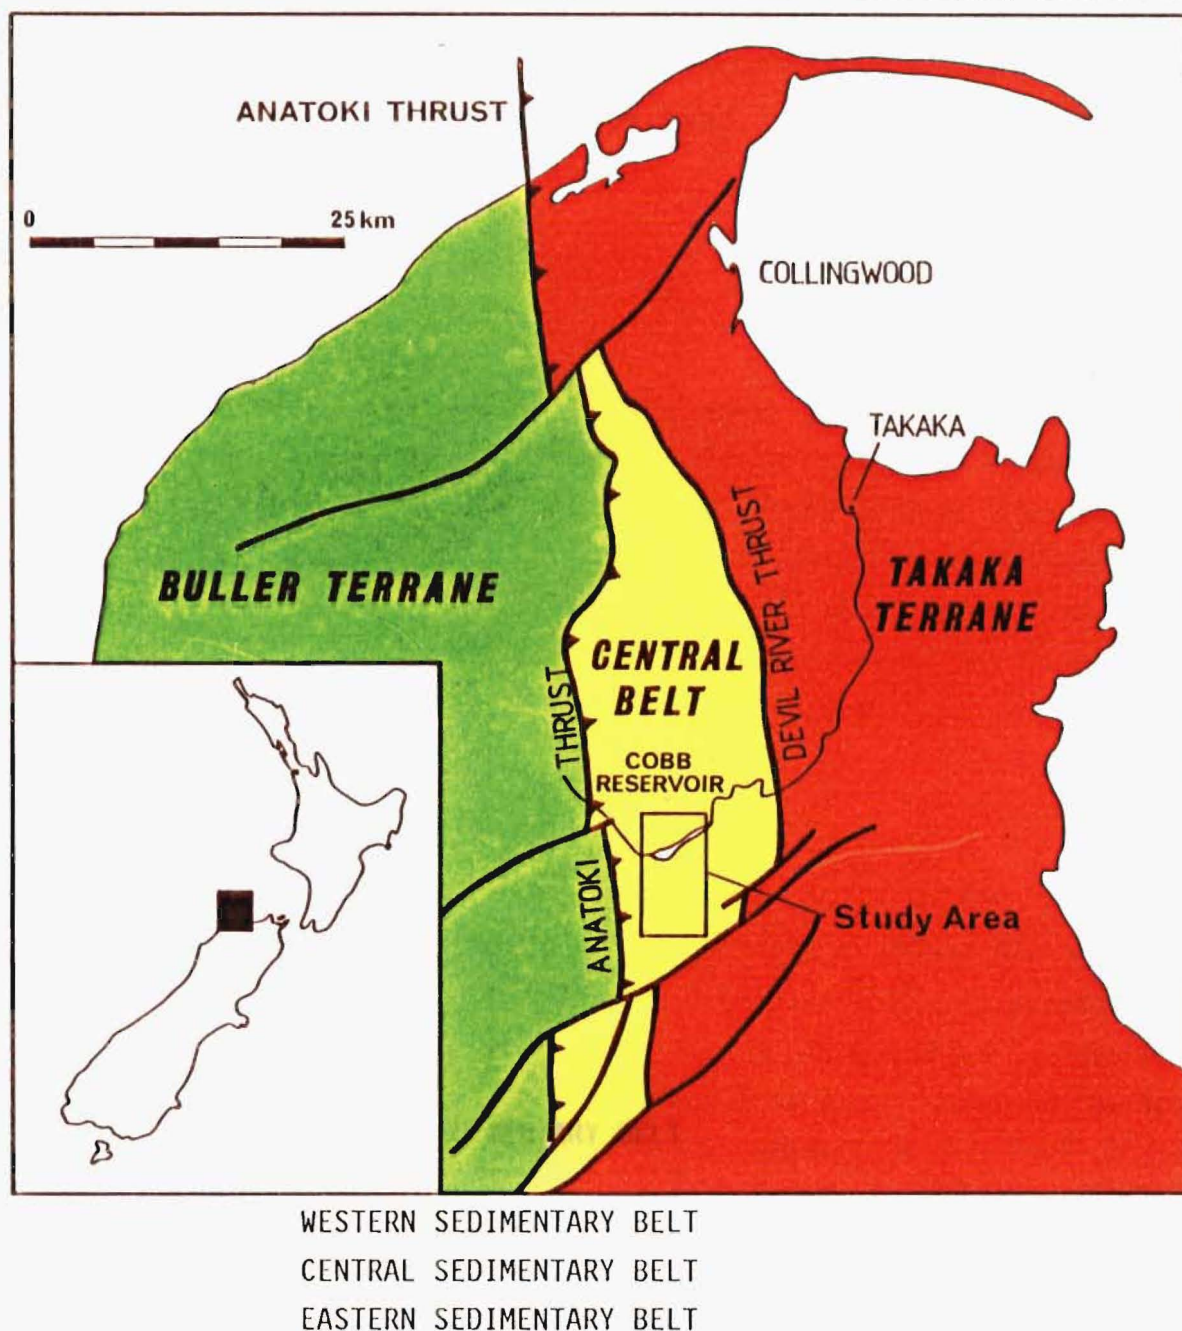 ANATOKI THRUST
0 25 km
COLLINGWOOD
TAKAKA
BULLER TERRANE
TAKAKA
TERRANE
DEVIL RIVER THRUST
CENTRAL
BELT
THRUST
COBB
RESERVOIR
ANATOKI
Study Area
WESTERN SEDIMENTARY BELT
CENTRAL SEDIMENTARY BELT
EASTERN SEDIMENTARY BELT